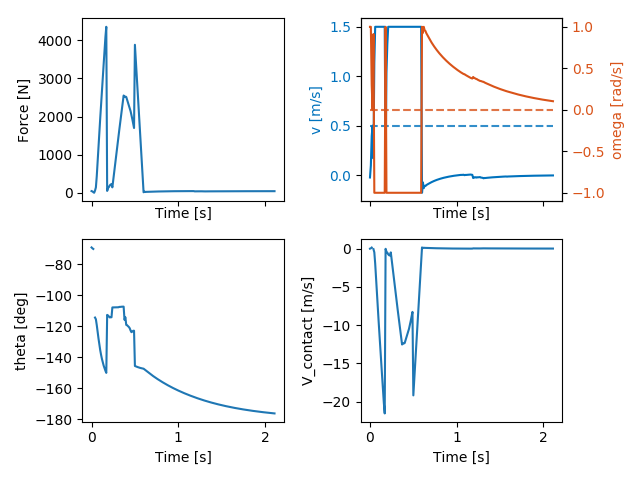 Force [N]
4000
3000
2000
1000
0
Time [s]
v [m/s]
1.5
1.0
0.5
0.0
omega [rad/s]
1.0
0.5
0.0
−0.5
−1.0
Time [s]
theta [deg]
−80
−100
−120
−140
−160
−180
0 1 2
Time [s]
V_contact [m/s]
0
−5
−10
−15
−20
0 1 2
Time [s]